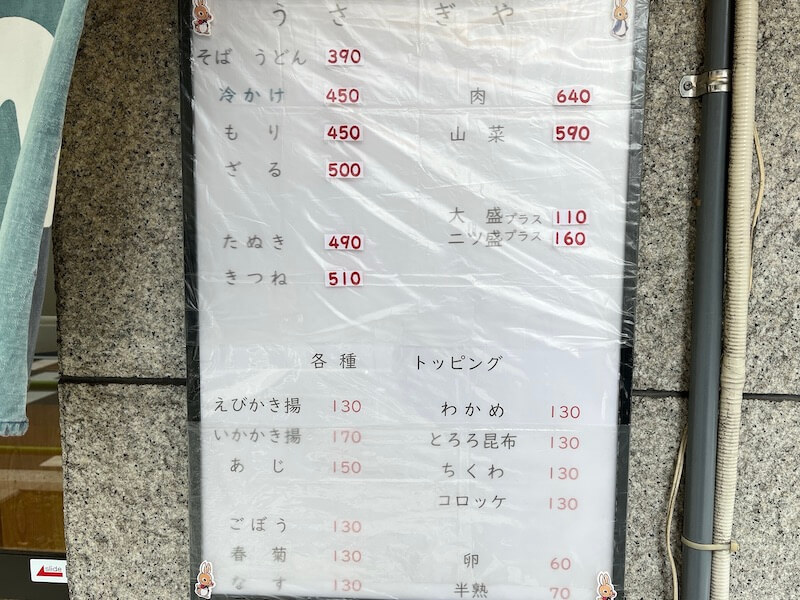 うさぎや
そば うどん 390
冷かけ 450
もり 450
ざる 500
たぬき 490
きつね 510
肉 640
山菜 590
大盛プラス 110
二ツ盛プラス 160
各種 トッピング
えびかき揚 130
いかかき揚 170
あじ 150
ごぼう 130
春菊 130
なす 130
わかめ 130
とろろ昆布 130
ちくわ 130
コロッケ 130
卵 60
半熟 70
slide